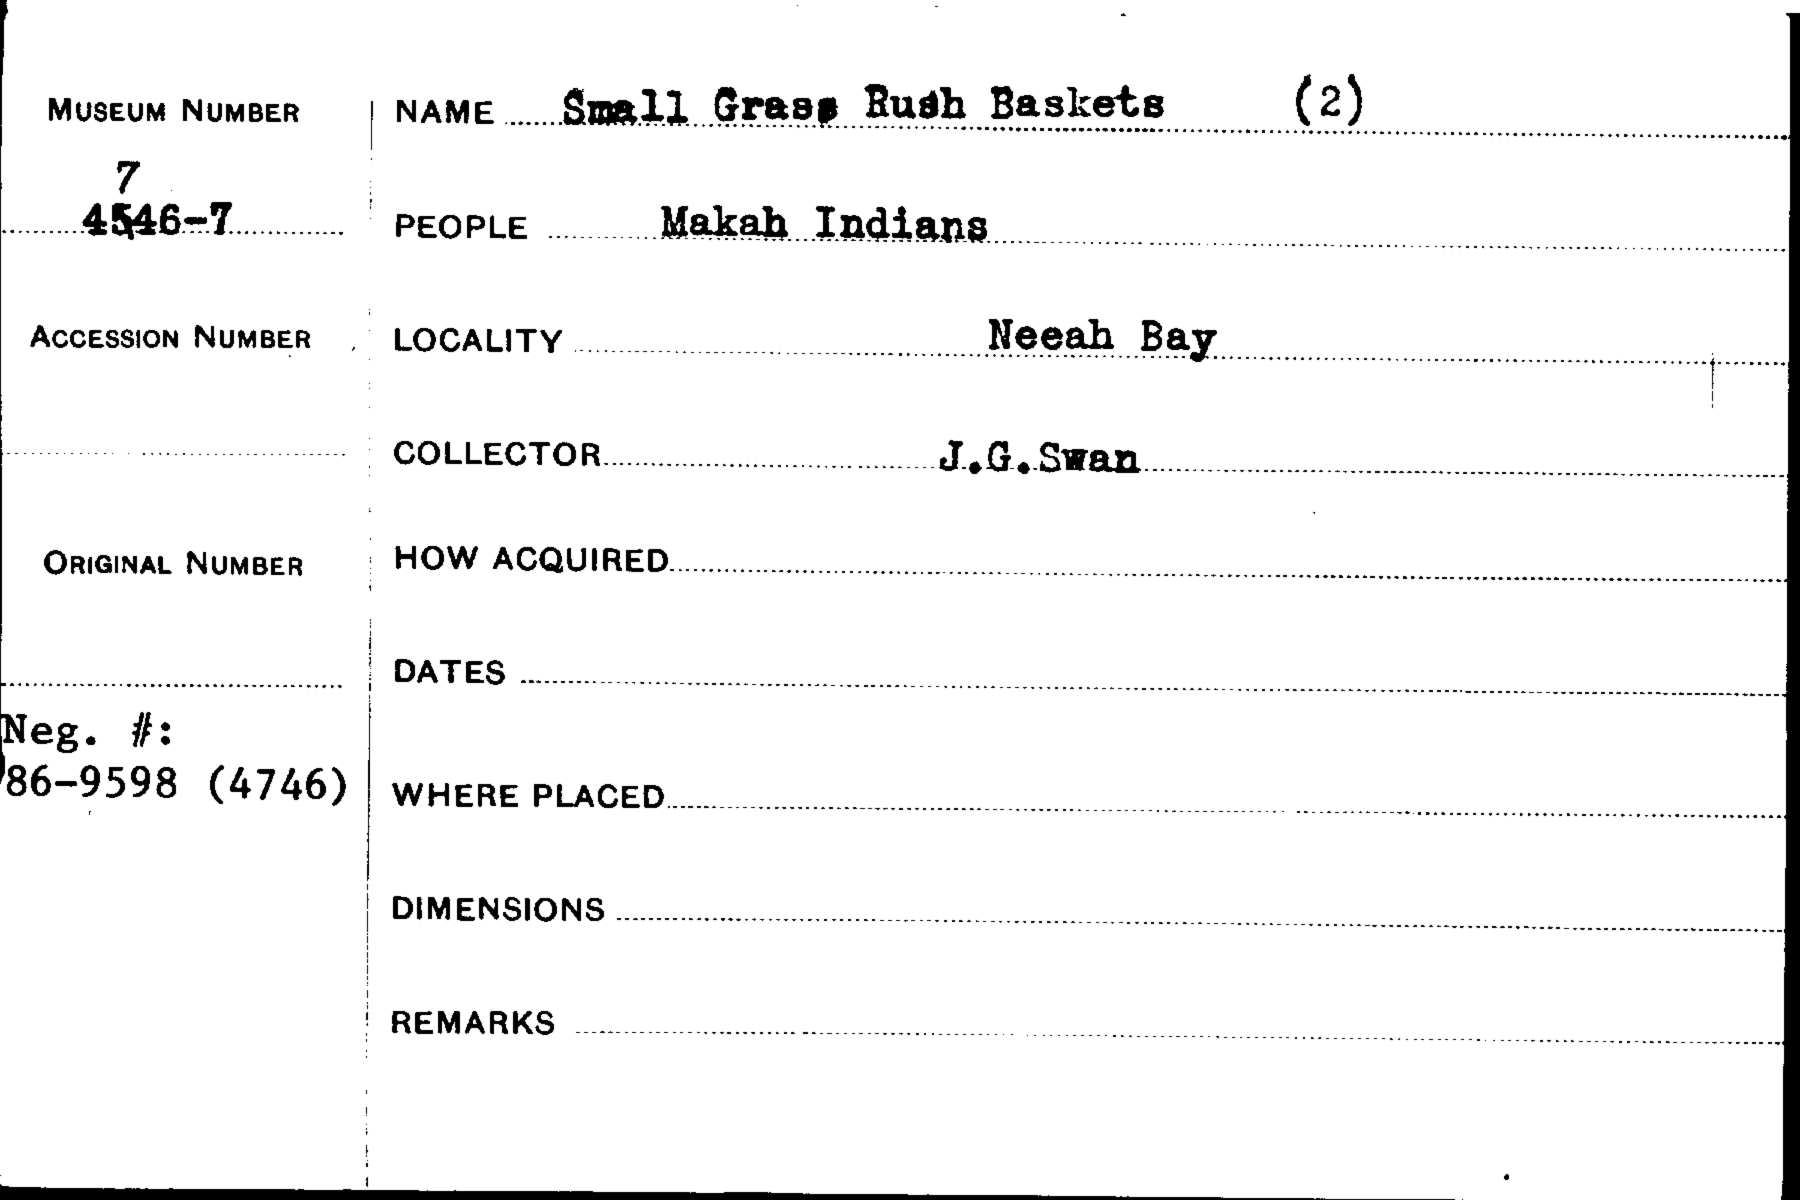 MUSEUM NUMBER
7
4546-7
ACCESSION NUMBER
ORIGINAL NUMBER
Neg. #:
86-9598 (4746)
NAME Small Grass Rush Baskets (2)
PEOPLE Makah Indians
LOCALITY Neeah Bay
COLLECTOR J.G.Swan
HOW ACQUIRED
DATES
WHERE PLACED
DIMENSIONS
REMARKS